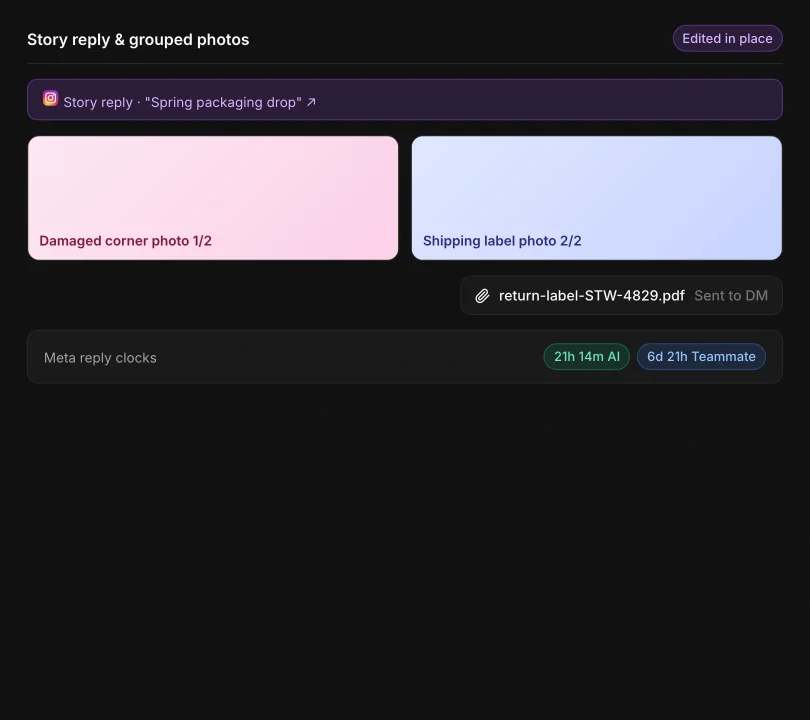 Story reply & grouped photos
Edited in place
Story reply · "Spring packaging drop" ↗
Damaged corner photo 1/2
Shipping label photo 2/2
return-label-STW-4829.pdf Sent to DM
Meta reply clocks
21h 14m AI
6d 21h Teammate